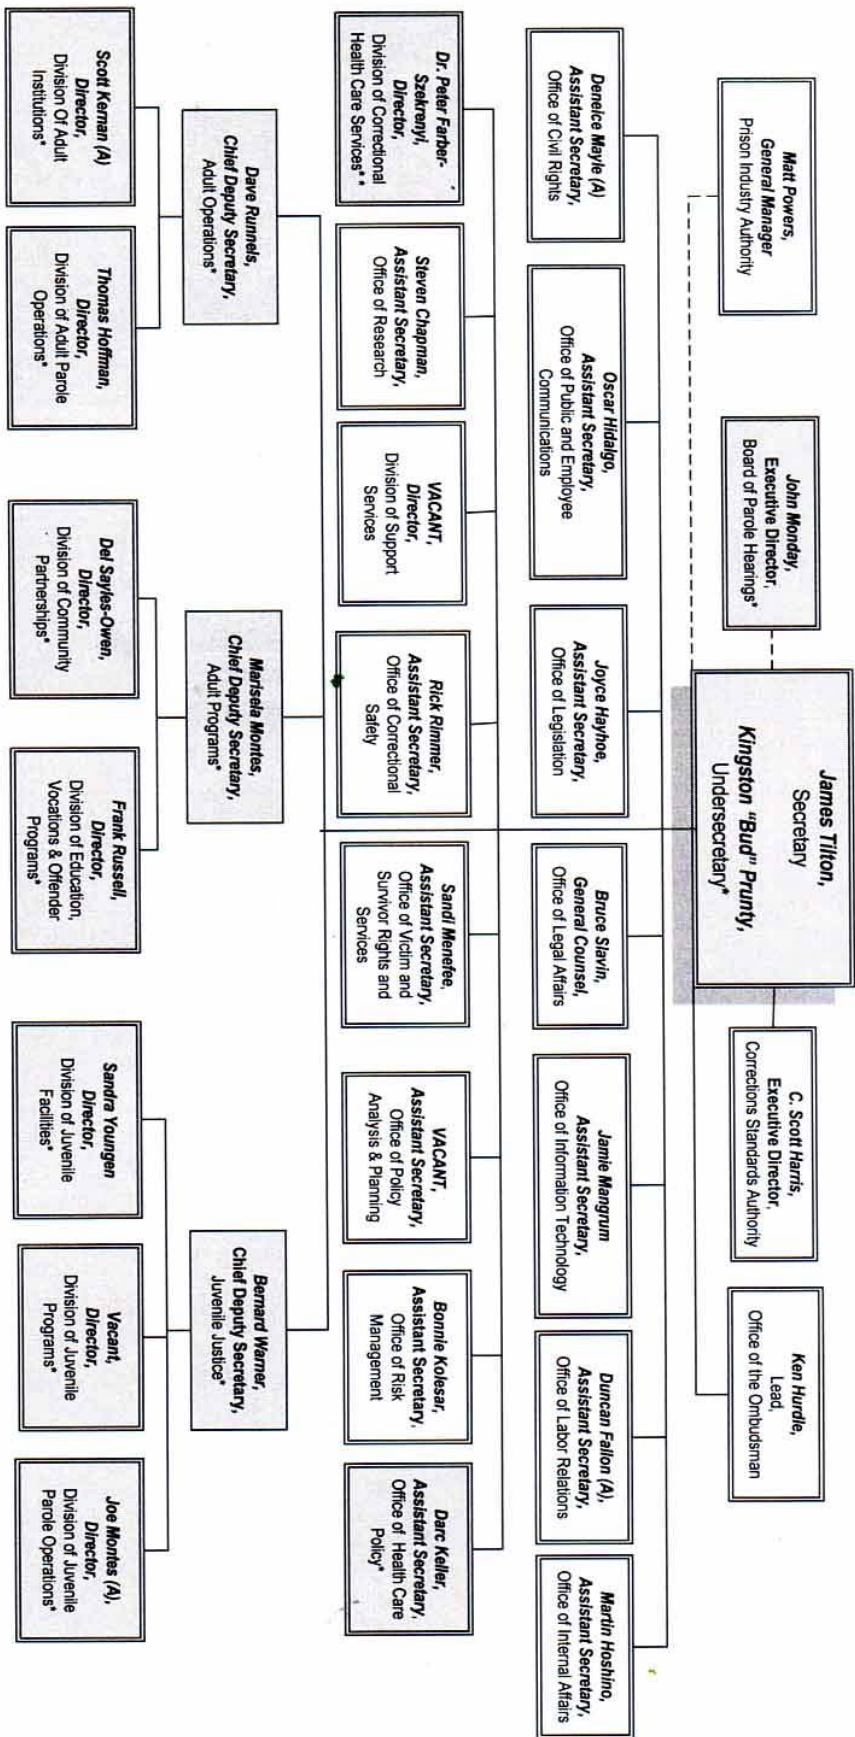 James Tilton,
Secretary
Kingston "Bud" Prunty,
Undersecretary*
Matt Powers,
General Manager
Prison Industry Authority
John Monday,
Executive Director,
Board of Parole Hearings*
C. Scott Harris,
Executive Director,
Corrections Standards Authority
Ken Hurdle,
Lead,
Office of the Ombudsman
Deneice Mayle (A)
Assistant Secretary,
Office of Civil Rights
Oscar Hidalgo,
Assistant Secretary,
Office of Public and Employee
Communications
Joyce Hayhoe,
Assistant Secretary,
Office of Legislation
Bruce Slavin,
General Counsel,
Office of Legal Affairs
Jamie Mangrum
Assistant Secretary,
Office of Information Technology
Duncan Fallon (A),
Assistant Secretary,
Office of Labor Relations
Martin Hoshino,
Assistant Secretary,
Office of Internal Affairs
Dr. Peter Farber-
Szekrenyi,
Director,
Division of Correctional
Health Care Services**
Steven Chapman,
Assistant Secretary,
Office of Research
VACANT,
Director,
Division of Support
Services
Rick Rimmer,
Assistant Secretary,
Office of Correctional
Safety
Sandi Menefee,
Assistant Secretary,
Office of Victim and
Survivor Rights and
Services
VACANT,
Assistant Secretary,
Office of Policy
Analysis & Planning
Bonnie Kolesar,
Assistant Secretary,
Office of Risk
Management
Darc Keller,
Assistant Secretary,
Office of Health Care
Policy*
Dave Runnels,
Chief Deputy Secretary,
Adult Operations*
Marisela Montes,
Chief Deputy Secretary,
Adult Programs*
Bernard Warner,
Chief Deputy Secretary,
Juvenile Justice*
Scott Kernan (A)
Director,
Division Of Adult
Institutions*
Thomas Hoffman,
Director,
Division of Adult Parole
Operations*
Del Sayles-Owen,
Director,
Division of Community
Partnerships*
Frank Russell,
Director,
Division of Education,
Vocations & Offender
Programs*
Sandra Youngen
Director,
Division of Juvenile
Facilities*
Vacant,
Director,
Division of Juvenile
Programs*
Joe Montes (A),
Director,
Division of Juvenile
Parole Operations*